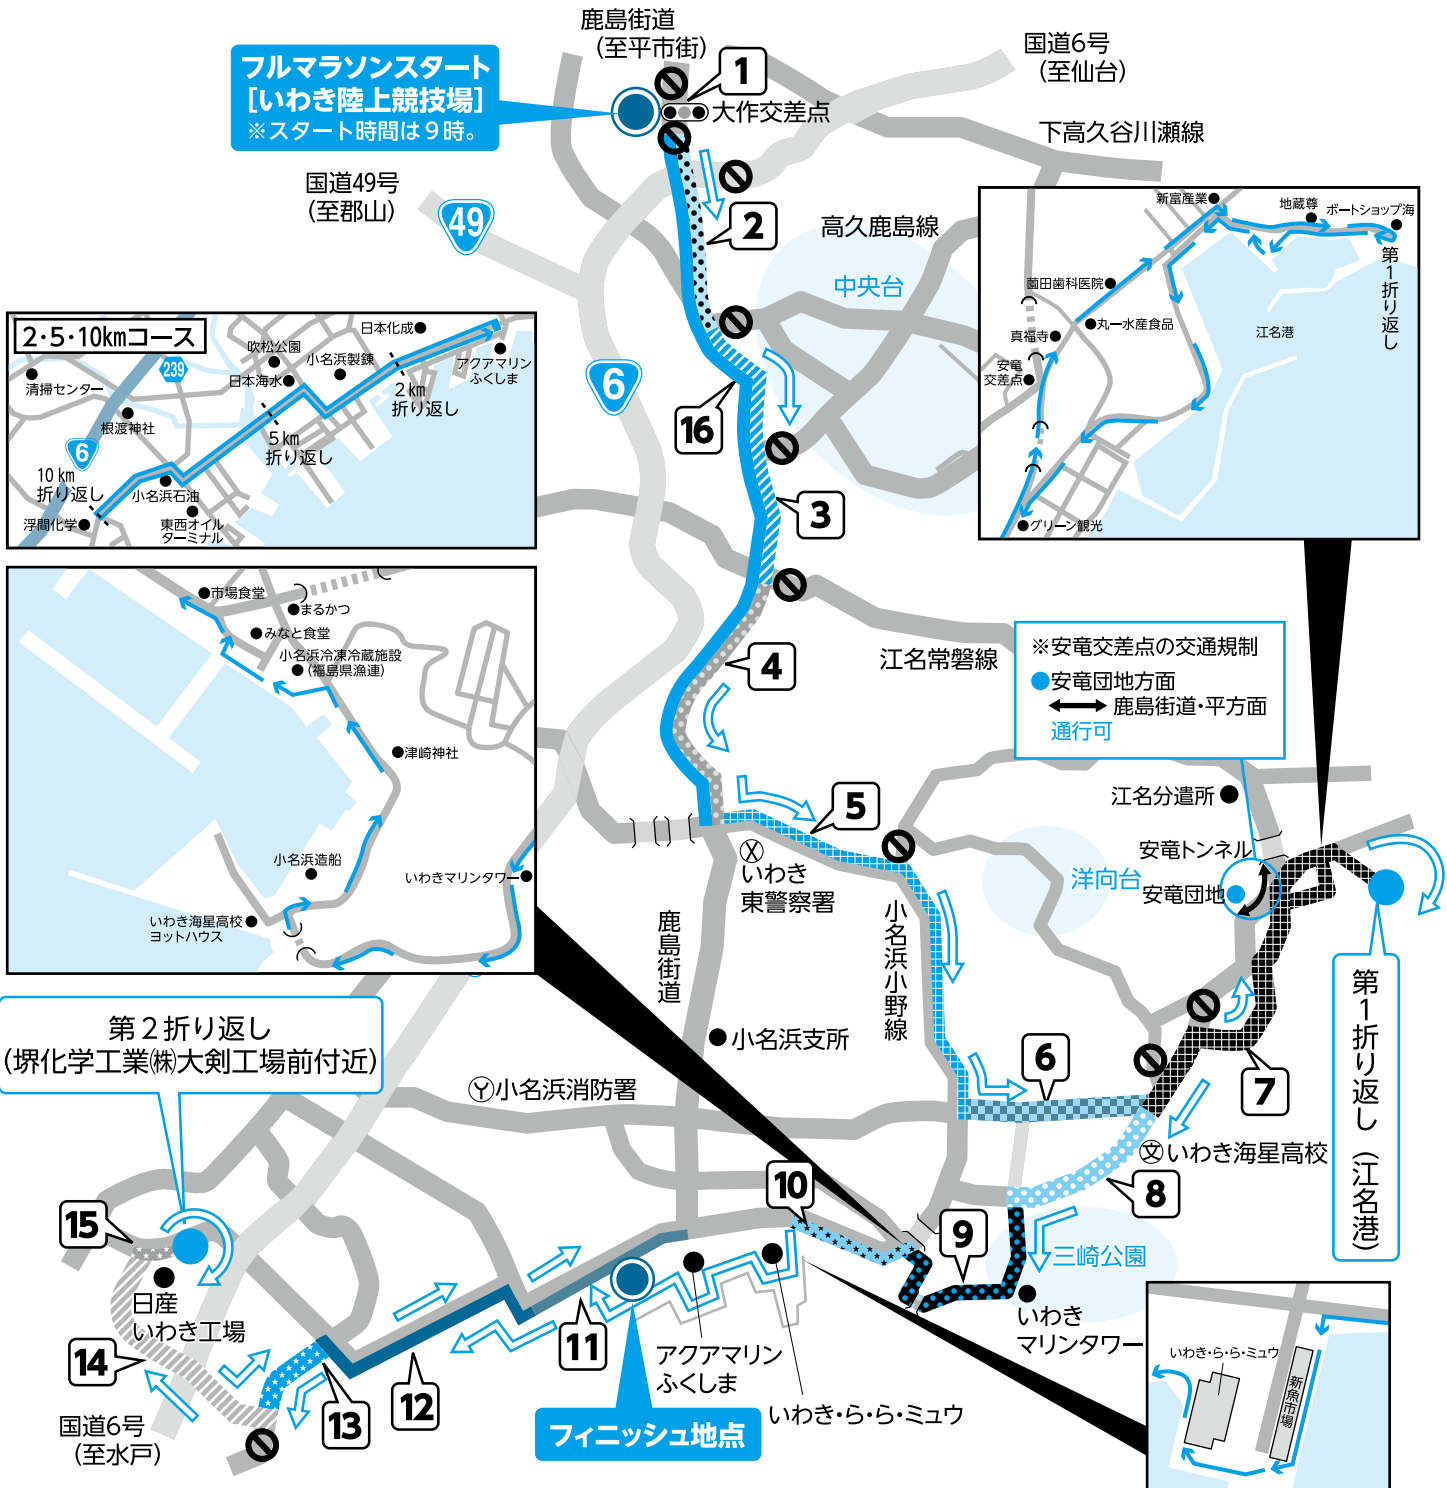 鹿島街道
(至平市街)
国道6号
(至仙台)
フルマラソンスタート
[いわき陸上競技場]
※スタート時間は9時。
1
大作交差点
下高久谷川瀬線
国道49号
(至郡山)
49
2
高久鹿島線
中央台
新富産業
地蔵尊
ボートショップ海
第1折り返し
薗田歯科医院
丸一水産食品
江名港
真福寺
安竜
交差点
グリーン観光
2・5・10kmコース
日本化成
吹松公園
239
小名浜製錬
アクアマリン
ふくしま
清掃センター
日本海水
2km
折り返し
根渡神社
6
5km
折り返し
10km
折り返し
小名浜石油
浮間化学
東西オイル
ターミナル
6
16
3
市場食堂
まるかつ
みなと食堂
小名浜冷凍冷蔵施設
(福島県漁連)
津崎神社
小名浜造船
いわきマリンタワー
いわき海星高校
ヨットハウス
4
江名常磐線
※安竜交差点の交通規制
安竜団地方面
鹿島街道・平方面
通行可
5
江名分遣所
安竜トンネル
安竜団地
洋向台
いわき
東警察署
鹿島街道
小名浜小野線
第1折り返し(江名港)
第2折り返し
(堺化学工業㈱大剣工場前付近)
小名浜支所
6
7
Y小名浜消防署
文いわき海星高校
8
10
9
三崎公園
15
日産
いわき工場
いわき
マリンタワー
11
アクアマリン
ふくしま
14
12
13
いわき・ら・ら・ミュウ
フィニッシュ地点
国道6号
(至水戸)
いわき・ら・ら・ミュウ
新魚市場